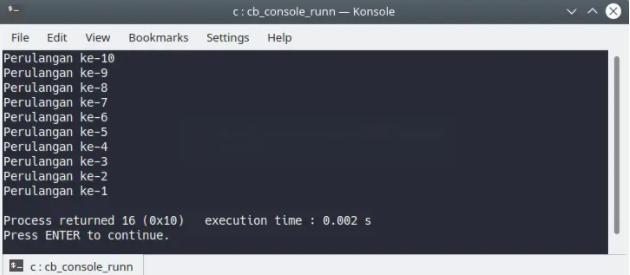 c : cb_console_runn — Konsole
File Edit View Bookmarks Settings Help
Perulangan ke-10
Perulangan ke-9
Perulangan ke-8
Perulangan ke-7
Perulangan ke-6
Perulangan ke-5
Perulangan ke-4
Perulangan ke-3
Perulangan ke-2
Perulangan ke-1
Process returned 16 (0x10)   execution time : 0.002 s
Press ENTER to continue.
c : cb_console_runn